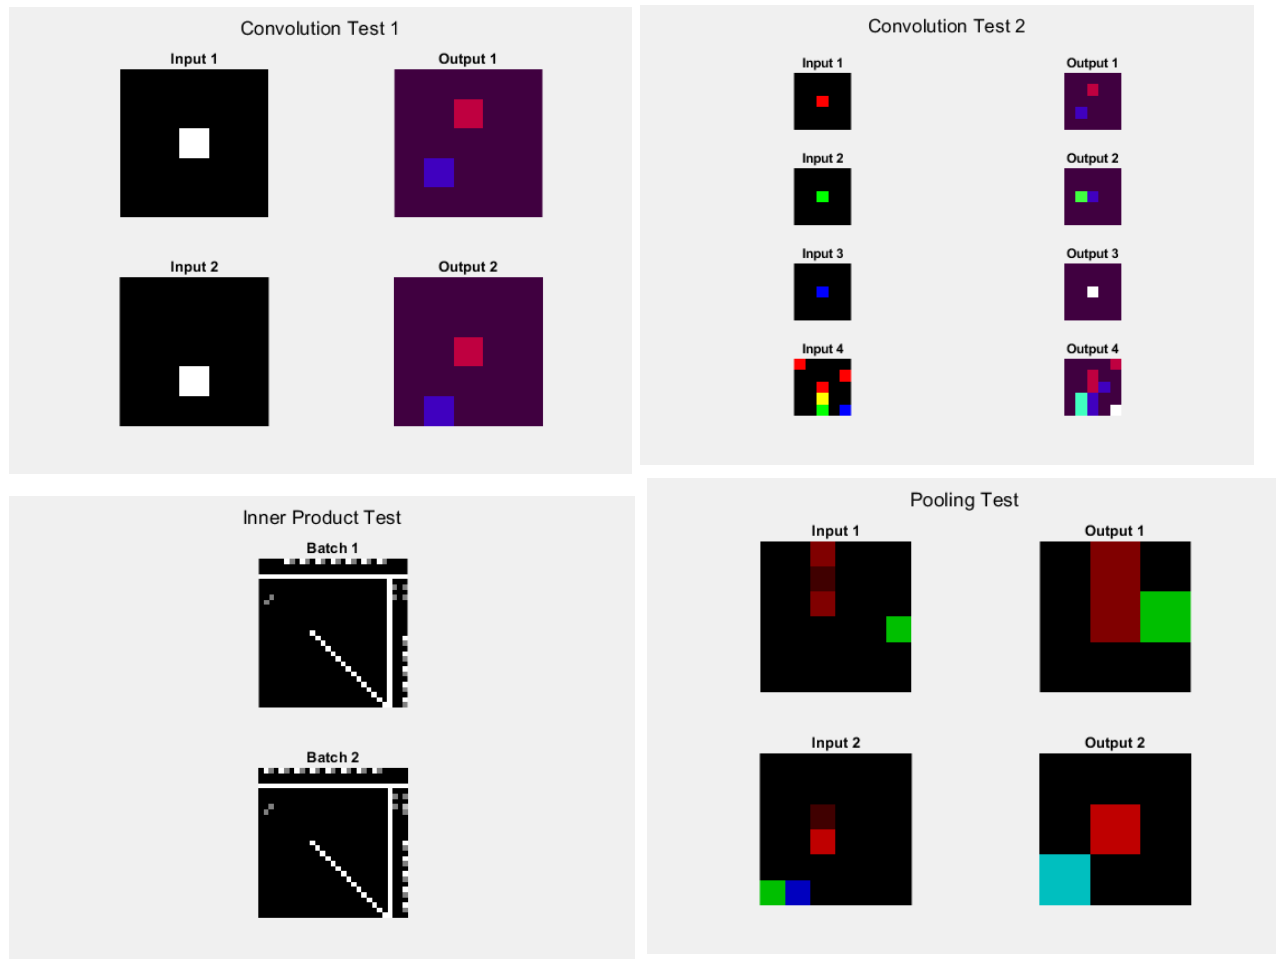 Convolution Test 1
Input 1
Output 1
Input 2
Output 2
Convolution Test 2
Input 1
Output 1
Input 2
Output 2
Input 3
Output 3
Input 4
Output 4
Inner Product Test
Batch 1
Batch 2
Pooling Test
Input 1
Output 1
Input 2
Output 2